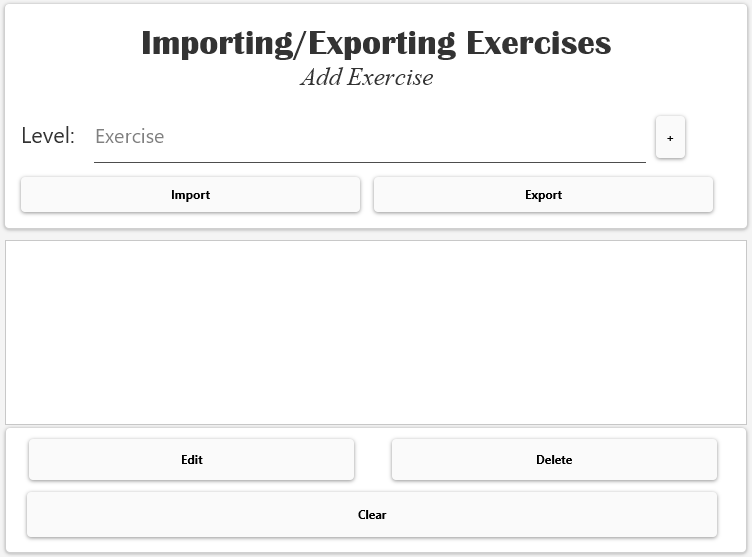 Importing/Exporting Exercises
Add Exercise
Level: Exercise +
Import Export
Edit Delete
Clear